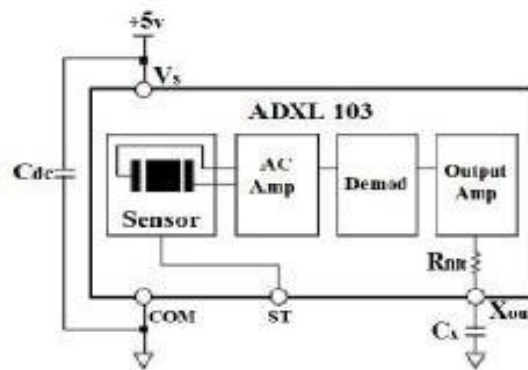 +5v
Vs
ADXL 103
Cdc
Sensor
AC
Amp
Demod
Output
Amp
Rfilt
COM
ST
Xout
Cx